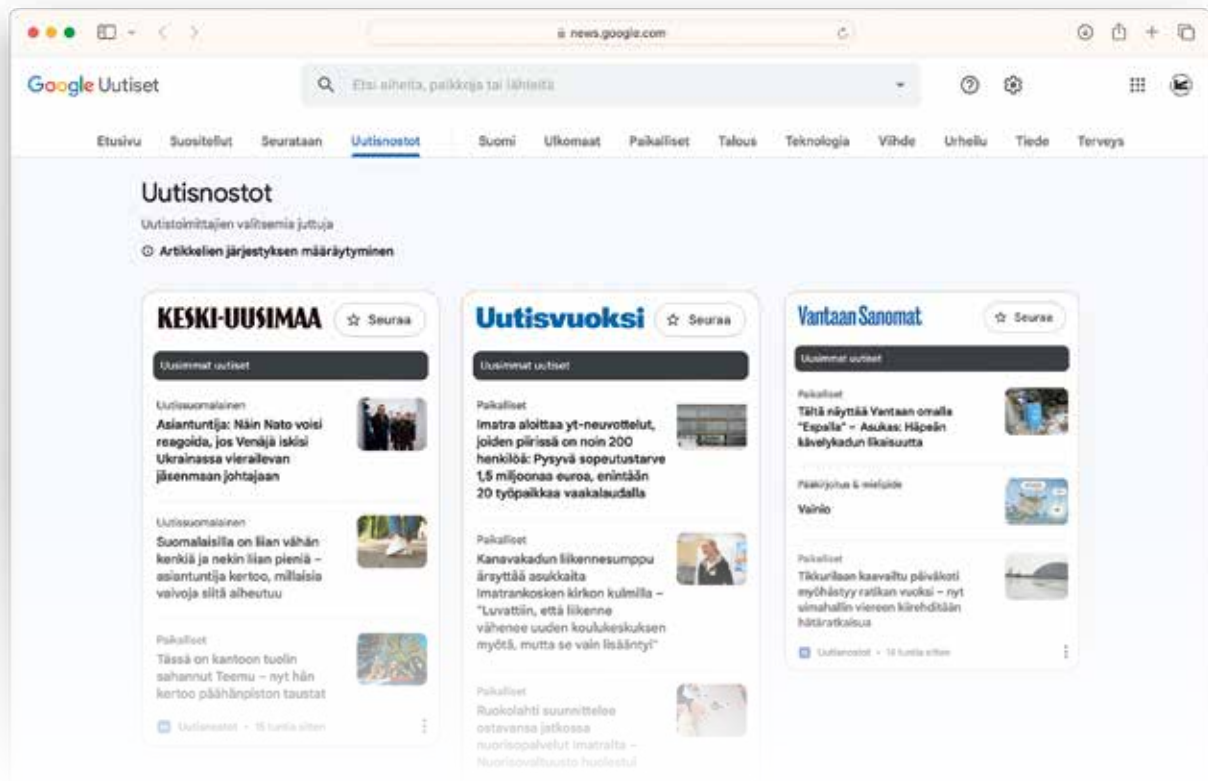 news.google.com
Google Uutiset
Etsi aiheita, paikkoja tai lähteitä
Etusivu Suositellut Seurataan Uutisnostot Suomi Ulkomaat Paikalliset Talous Teknologia Viihde Urheilu Tiede Terveys
Uutisnostot
Uutistoimittajien valitsemia juttuja
Artikkelien järjestyksen määräytyminen
KESKI-UUSIMAA
Seuraa
Uusimmat uutiset
Uutissuomalainen
Asiantuntija: Näin Nato voisi
reagoida, jos Venäjä iskisi
Ukrainassa vierailevan
jäsenmaan johtajaan
Uutissuomalainen
Suomalaisilla on liian vähän
kenkiä ja nekin liian pieniä –
asiantuntija kertoo, millaisia
vaivoja siitä aiheutuu
Paikalliset
Tässä on kantoon tuolin
sahannut Teemu – nyt hän
kertoo päähänpiston taustat
Uutisnostot • 15 tuntia sitten
Uutisvuoksi
Seuraa
Uusimmat uutiset
Paikalliset
Imatra aloittaa yt-neuvottelut,
joiden piirissä on noin 200
henkilöä: Pysyvä sopeutustarve
1,5 miljoonaa euroa, enintään
20 työpaikkaa vaakalaudalla
Paikalliset
Kanavakadun liikennesumppu
ärsyttää asukkaita
Imatrankosken kirkon kulmilla –
"Luvattiin, että liikenne
vähenee uuden koulukeskuksen
myötä, mutta se vain lisääntyi"
Paikalliset
Ruokolahti suunnittelee
ostavansa jatkossa
nuorisopalvelut Imatralta –
Nuorisovaltuusto huolestui
Vantaan Sanomat
Seuraa
Uusimmat uutiset
Paikalliset
Tältä näyttää Vantaan omalla
"Espalla" – Asukas: Häpeän
kävelykadun likaisuutta
Pääkirjoitus & mielipide
Vainio
Paikalliset
Tikkurilaan kaavailtu päiväkoti
myöhästyy ratikan vuoksi – nyt
uimahallin viereen kiirehditään
hätäratkaisua
Uutisnostot • 14 tuntia sitten